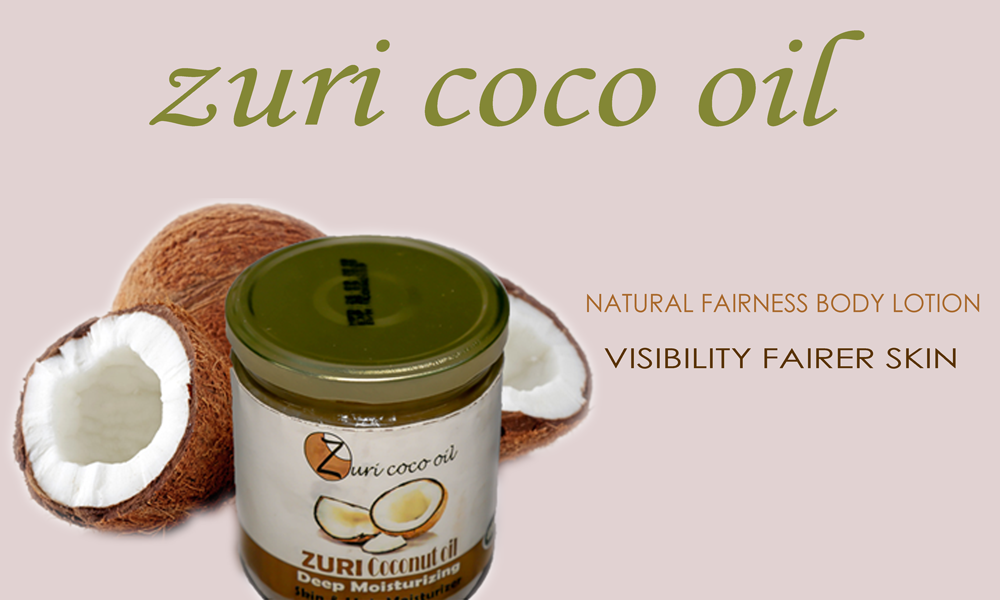 zuri coco oil
NATURAL FAIRNESS BODY LOTION
VISIBILITY FAIRER SKIN
Zuri coco oil
ZURI Coconut oil
Deep Moisturizing